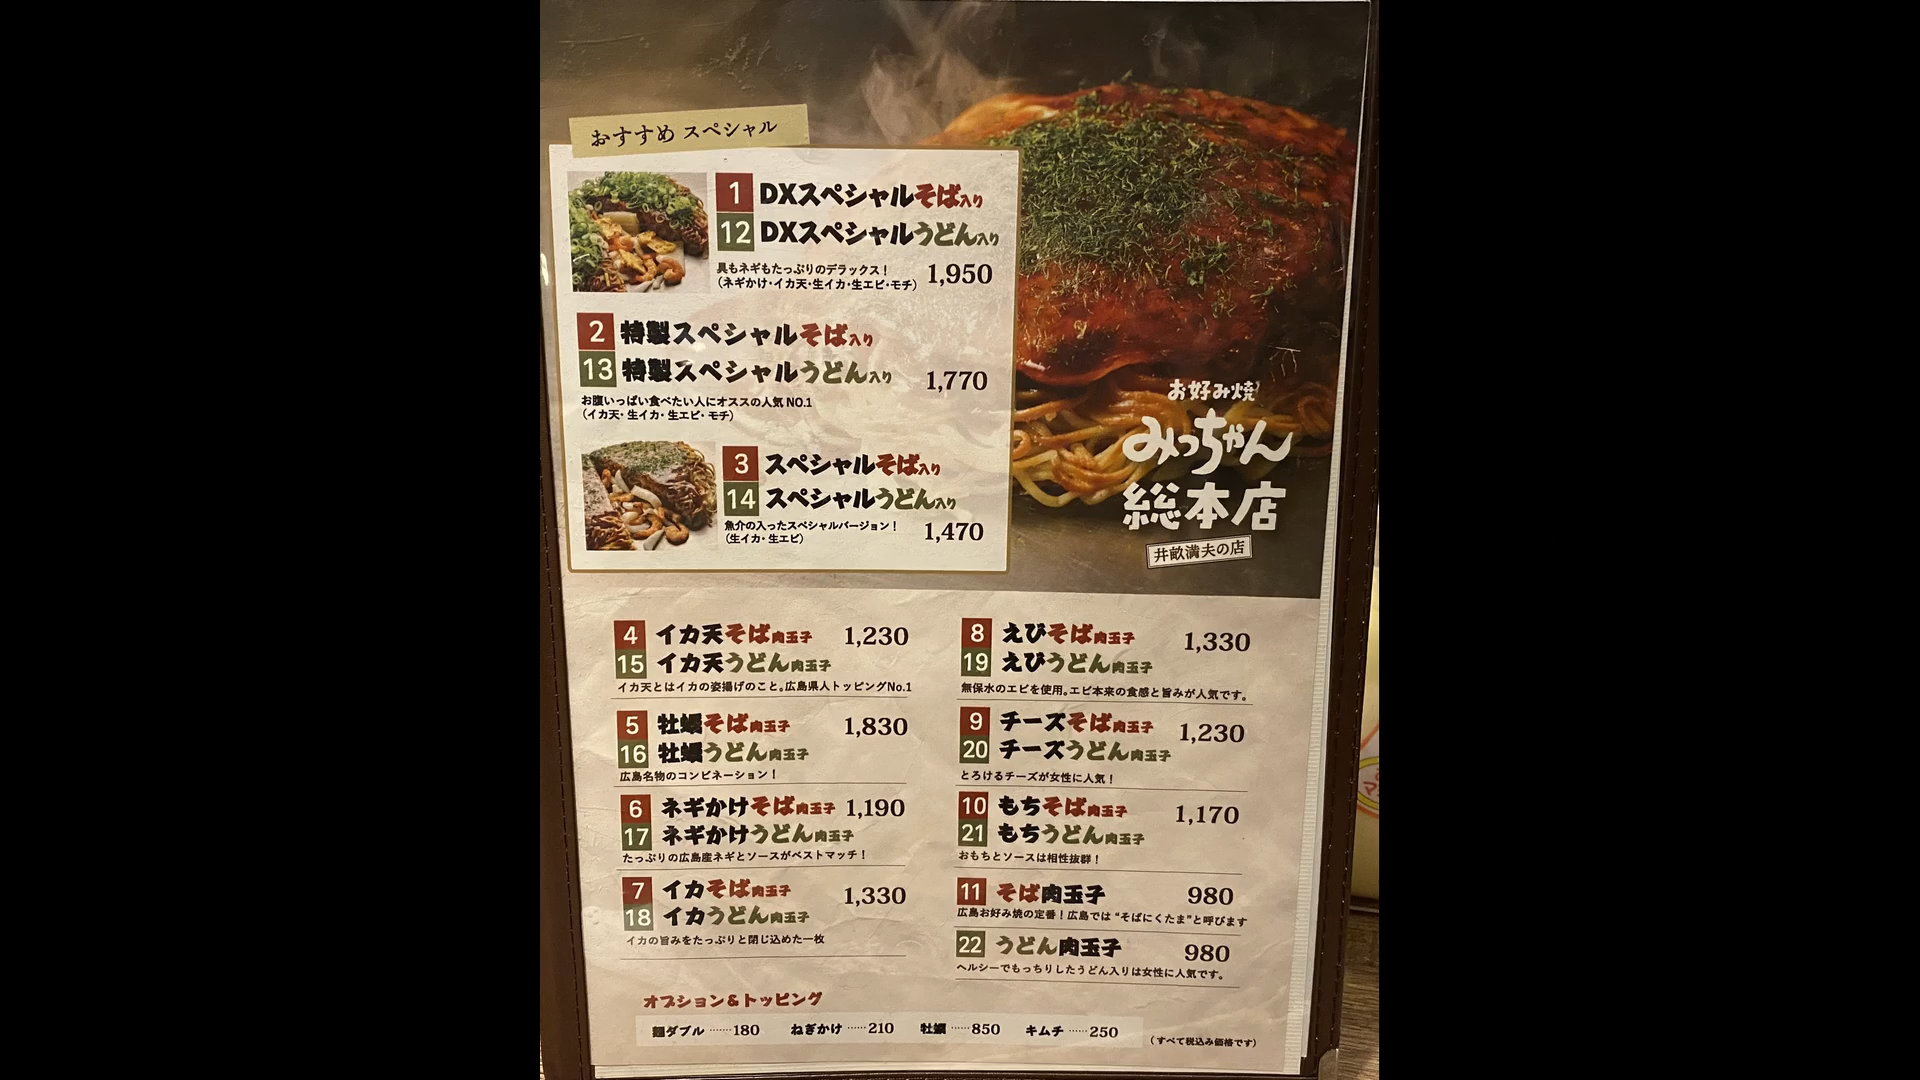 おすすめ スペシャル
1 DXスペシャルそば入り
12 DXスペシャルうどん入り
具もネギもたっぷりのデラックス！
（ネギかけ・イカ天・生イカ・生エビ・モチ） 1,950
2 特製スペシャルそば入り
13 特製スペシャルうどん入り 1,770
お腹いっぱい食べたい人にオススの人気 NO.1
（イカ天・生イカ・生エビ・モチ）
3 スペシャルそば入り
14 スペシャルうどん入り
魚介の入ったスペシャルバージョン！
（生イカ・生エビ） 1,470
お好み焼
みっちゃん
総本店
井畝満夫の店
4 イカ天そば肉玉子 1,230
15 イカ天うどん肉玉子
イカ天とはイカの姿揚げのこと。広島県人トッピングNo.1
5 牡蠣そば肉玉子 1,830
16 牡蠣うどん肉玉子
広島名物のコンビネーション！
6 ネギかけそば肉玉子 1,190
17 ネギかけうどん肉玉子
たっぷりの広島産ネギとソースがベストマッチ！
7 イカそば肉玉子 1,330
18 イカうどん肉玉子
イカの旨みをたっぷりと閉じ込めた一枚
8 えびそば肉玉子 1,330
19 えびうどん肉玉子
無保水のエビを使用。エビ本来の食感と旨みが人気です。
9 チーズそば肉玉子 1,230
20 チーズうどん肉玉子
とろけるチーズが女性に人気！
10 もちそば肉玉子 1,170
21 もちうどん肉玉子
おもちとソースは相性抜群！
11 そば肉玉子 980
広島お好み焼の定番！広島では“そばにくたま”と呼びます
22 うどん肉玉子 980
ヘルシーでもっちりしたうどん入りは女性に人気です。
オプション&トッピング
麺ダブル……180 ねぎかけ……210 牡蠣……850 キムチ……250
（すべて税込み価格です）